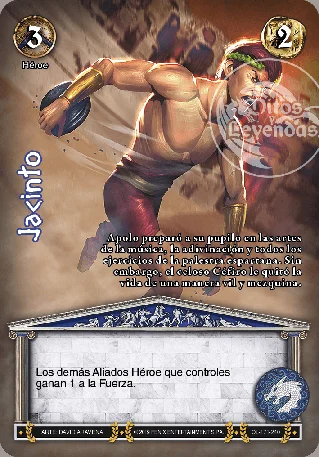 3
2
Héroe
Mitos y
Leyendas
Jacinto
Apolo preparó a su pupilo en las artes
de la música, la adivinación y todos los
ejercicios de la palestra espartana. Sin
embargo, el celoso Céfiro le quitó la
vida de una manera vil y mezquina.
Los demás Aliados Héroe que controles
ganan 1 a la Fuerza.